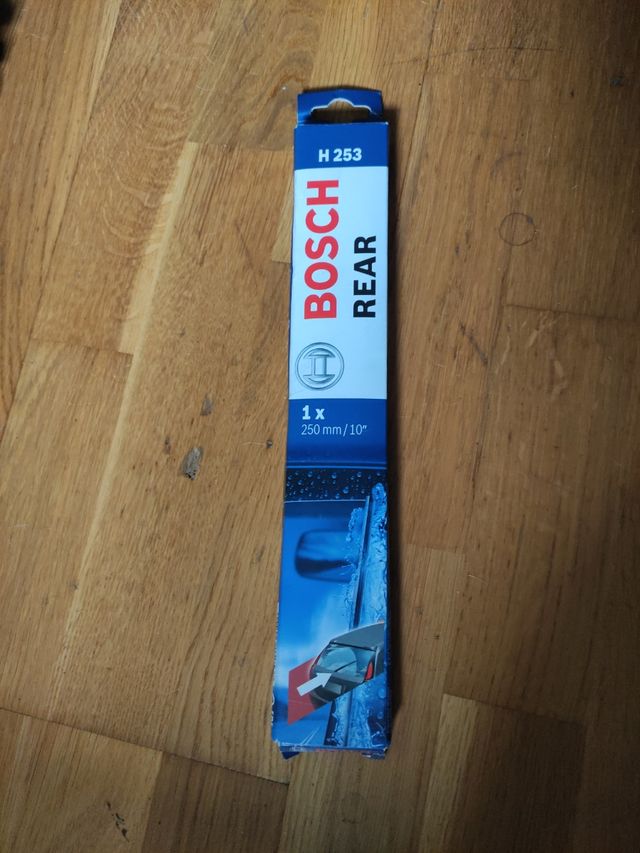 H 253
BOSCH
REAR
1 x
250 mm / 10"